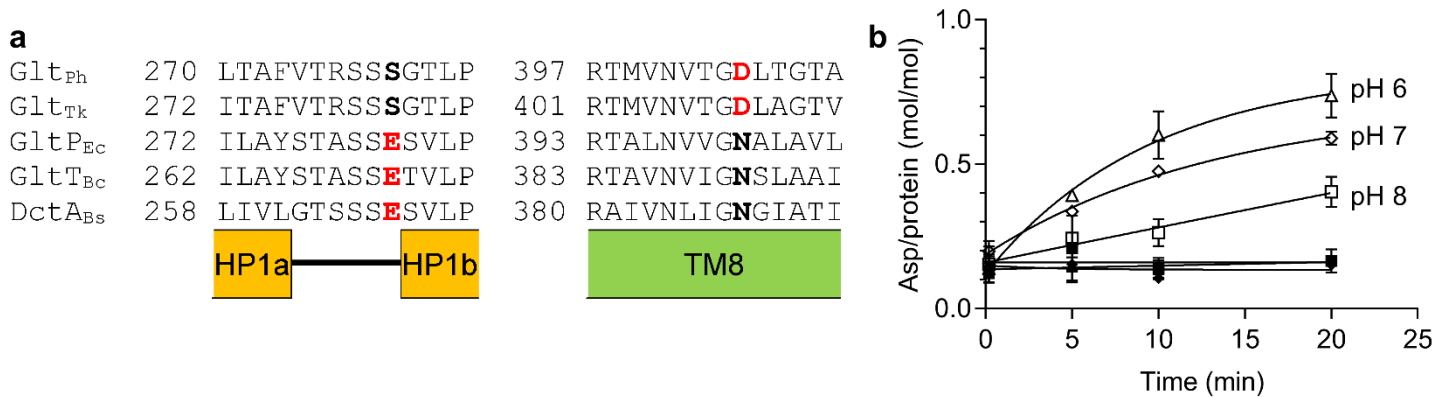 a
Glt_Ph 270 LTAFVTRSSSSGTLP 397 RTMVNVTGDLTGTA
Glt_Tk 272 ITAFVTRSSSSGTLP 401 RTMVNVTGDLAGTV
GltP_Ec 272 ILAYSTASSESVLP 393 RTALNVVGNALAVL
GltT_Bc 262 ILAYSTASSETVLP 383 RTAVNVIGNSLAAI
DctA_Bs 258 LIVLGTSSSESVLP 380 RAIVNLIGNGIATI
HP1a HP1b TM8
b
Asp/protein (mol/mol)
1.0
0.5
0.0
pH 6
pH 7
pH 8
0 5 10 15 20 25
Time (min)